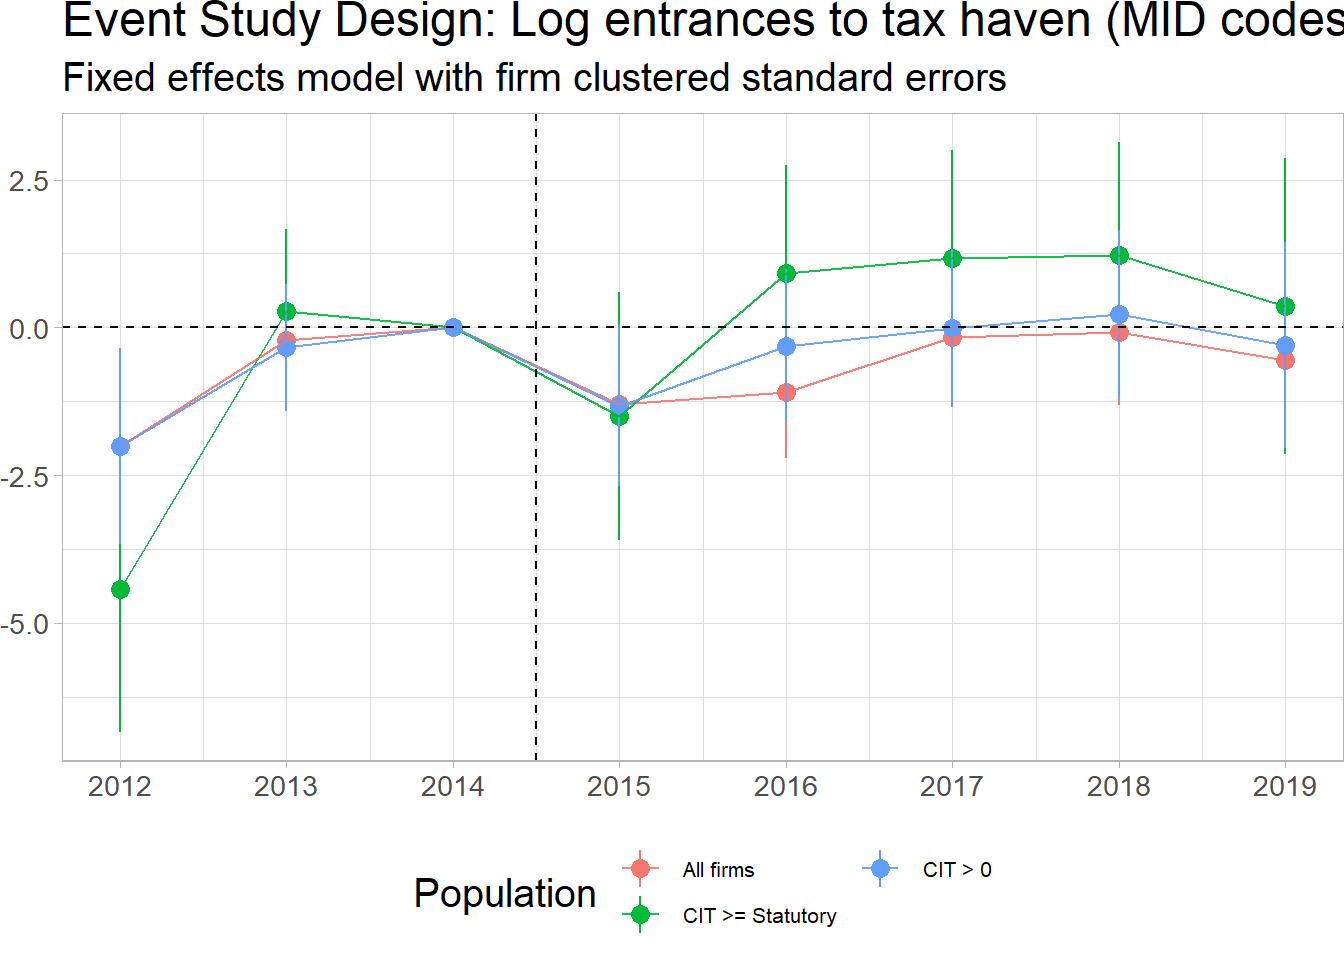 Event Study Design: Log entrances to tax haven (MID codes
Fixed effects model with firm clustered standard errors
2.5
0.0
-2.5
-5.0
2012 2013 2014 2015 2016 2017 2018 2019
Population
All firms
CIT > 0
CIT >= Statutory